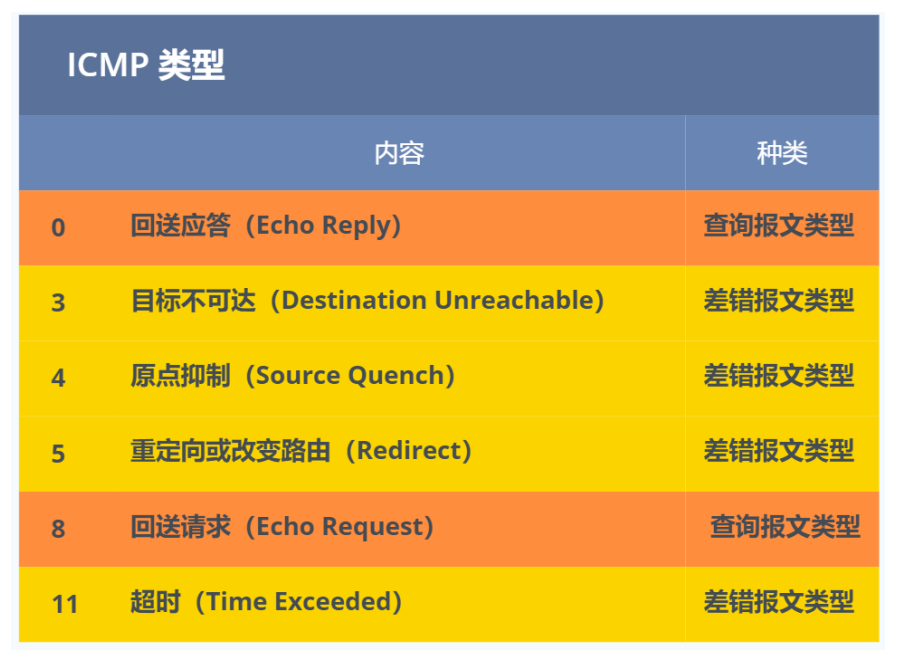 ICMP 类型
内容 种类
0 回送应答（Echo Reply） 查询报文类型
3 目标不可达（Destination Unreachable） 差错报文类型
4 原点抑制（Source Quench） 差错报文类型
5 重定向或改变路由（Redirect） 差错报文类型
8 回送请求（Echo Request） 查询报文类型
11 超时（Time Exceeded） 差错报文类型